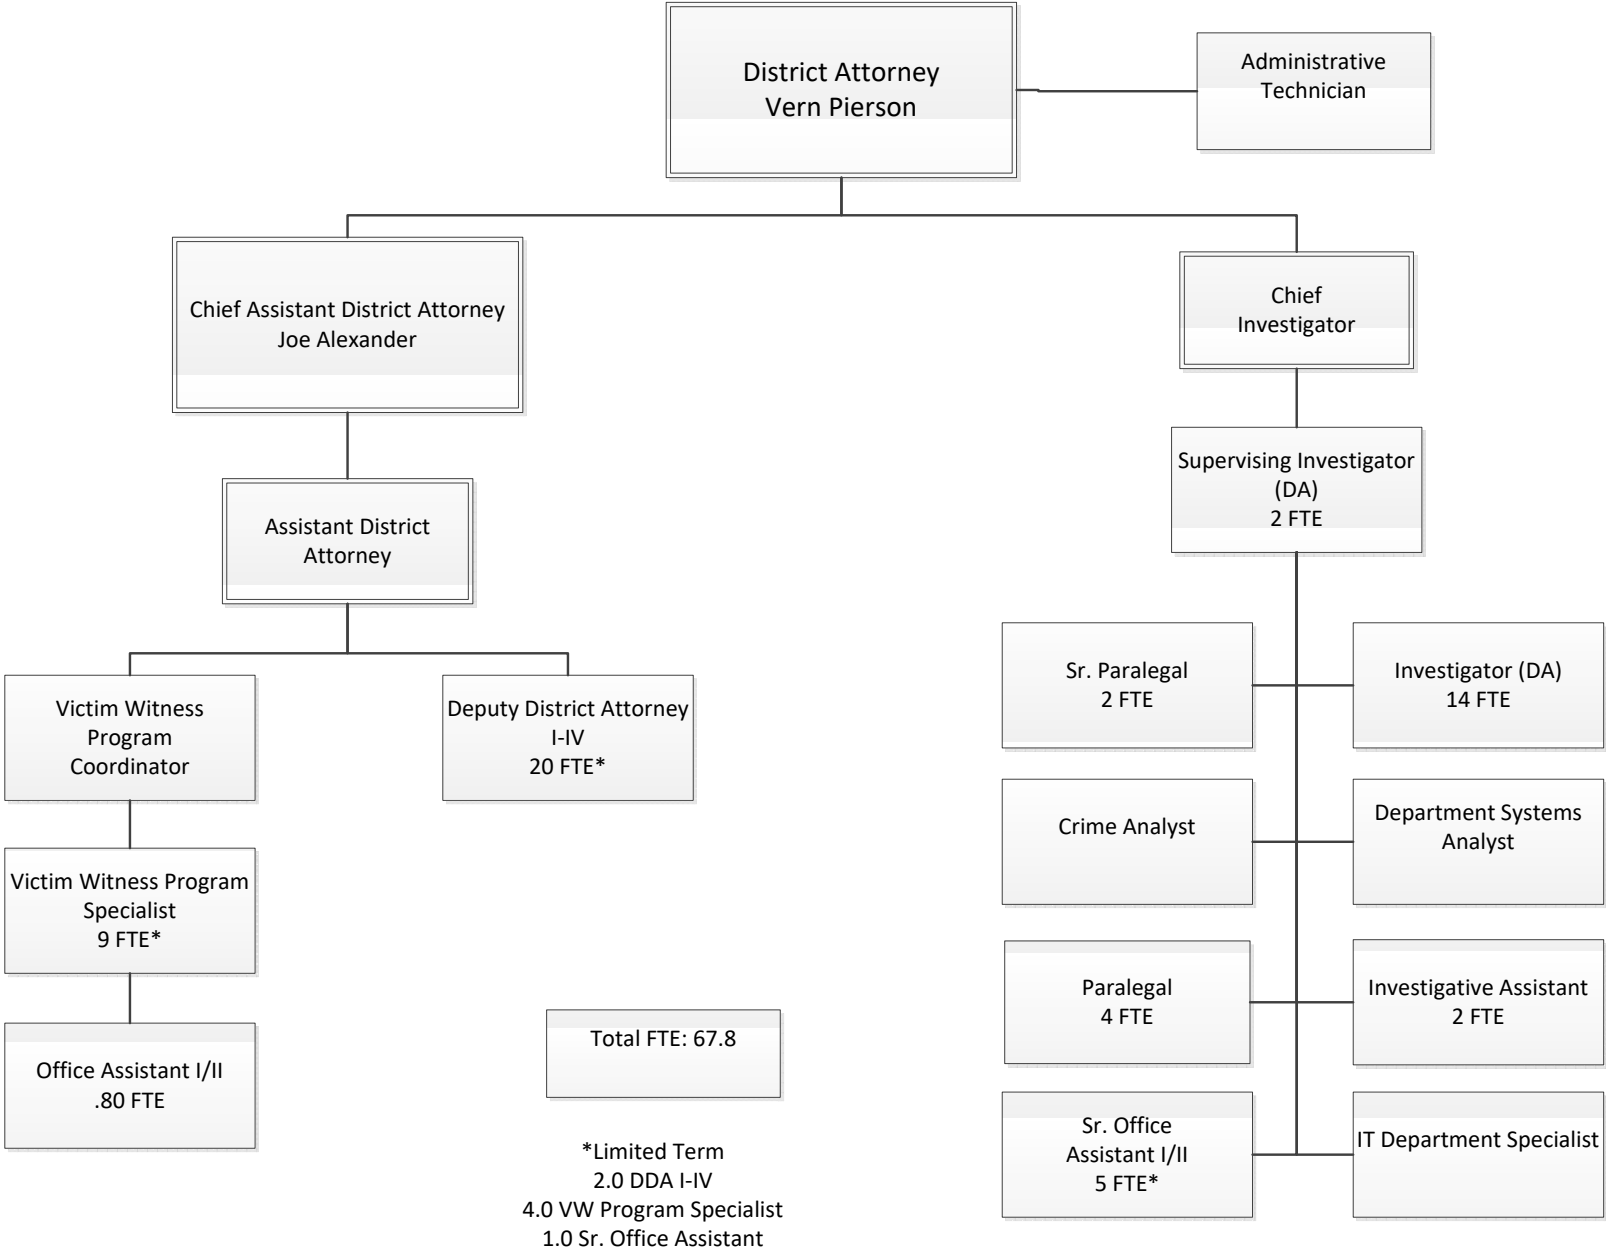 District Attorney
Vern Pierson
Administrative
Technician
Chief Assistant District Attorney
Joe Alexander
Chief
Investigator
Assistant District
Attorney
Supervising Investigator
(DA)
2 FTE
Victim Witness
Program
Coordinator
Deputy District Attorney
I-IV
20 FTE*
Sr. Paralegal
2 FTE
Investigator (DA)
14 FTE
Crime Analyst
Department Systems
Analyst
Victim Witness Program
Specialist
9 FTE*
Paralegal
4 FTE
Investigative Assistant
2 FTE
Office Assistant I/II
.80 FTE
Sr. Office
Assistant I/II
5 FTE*
IT Department Specialist
Total FTE: 67.8
*Limited Term
2.0 DDA I-IV
4.0 VW Program Specialist
1.0 Sr. Office Assistant